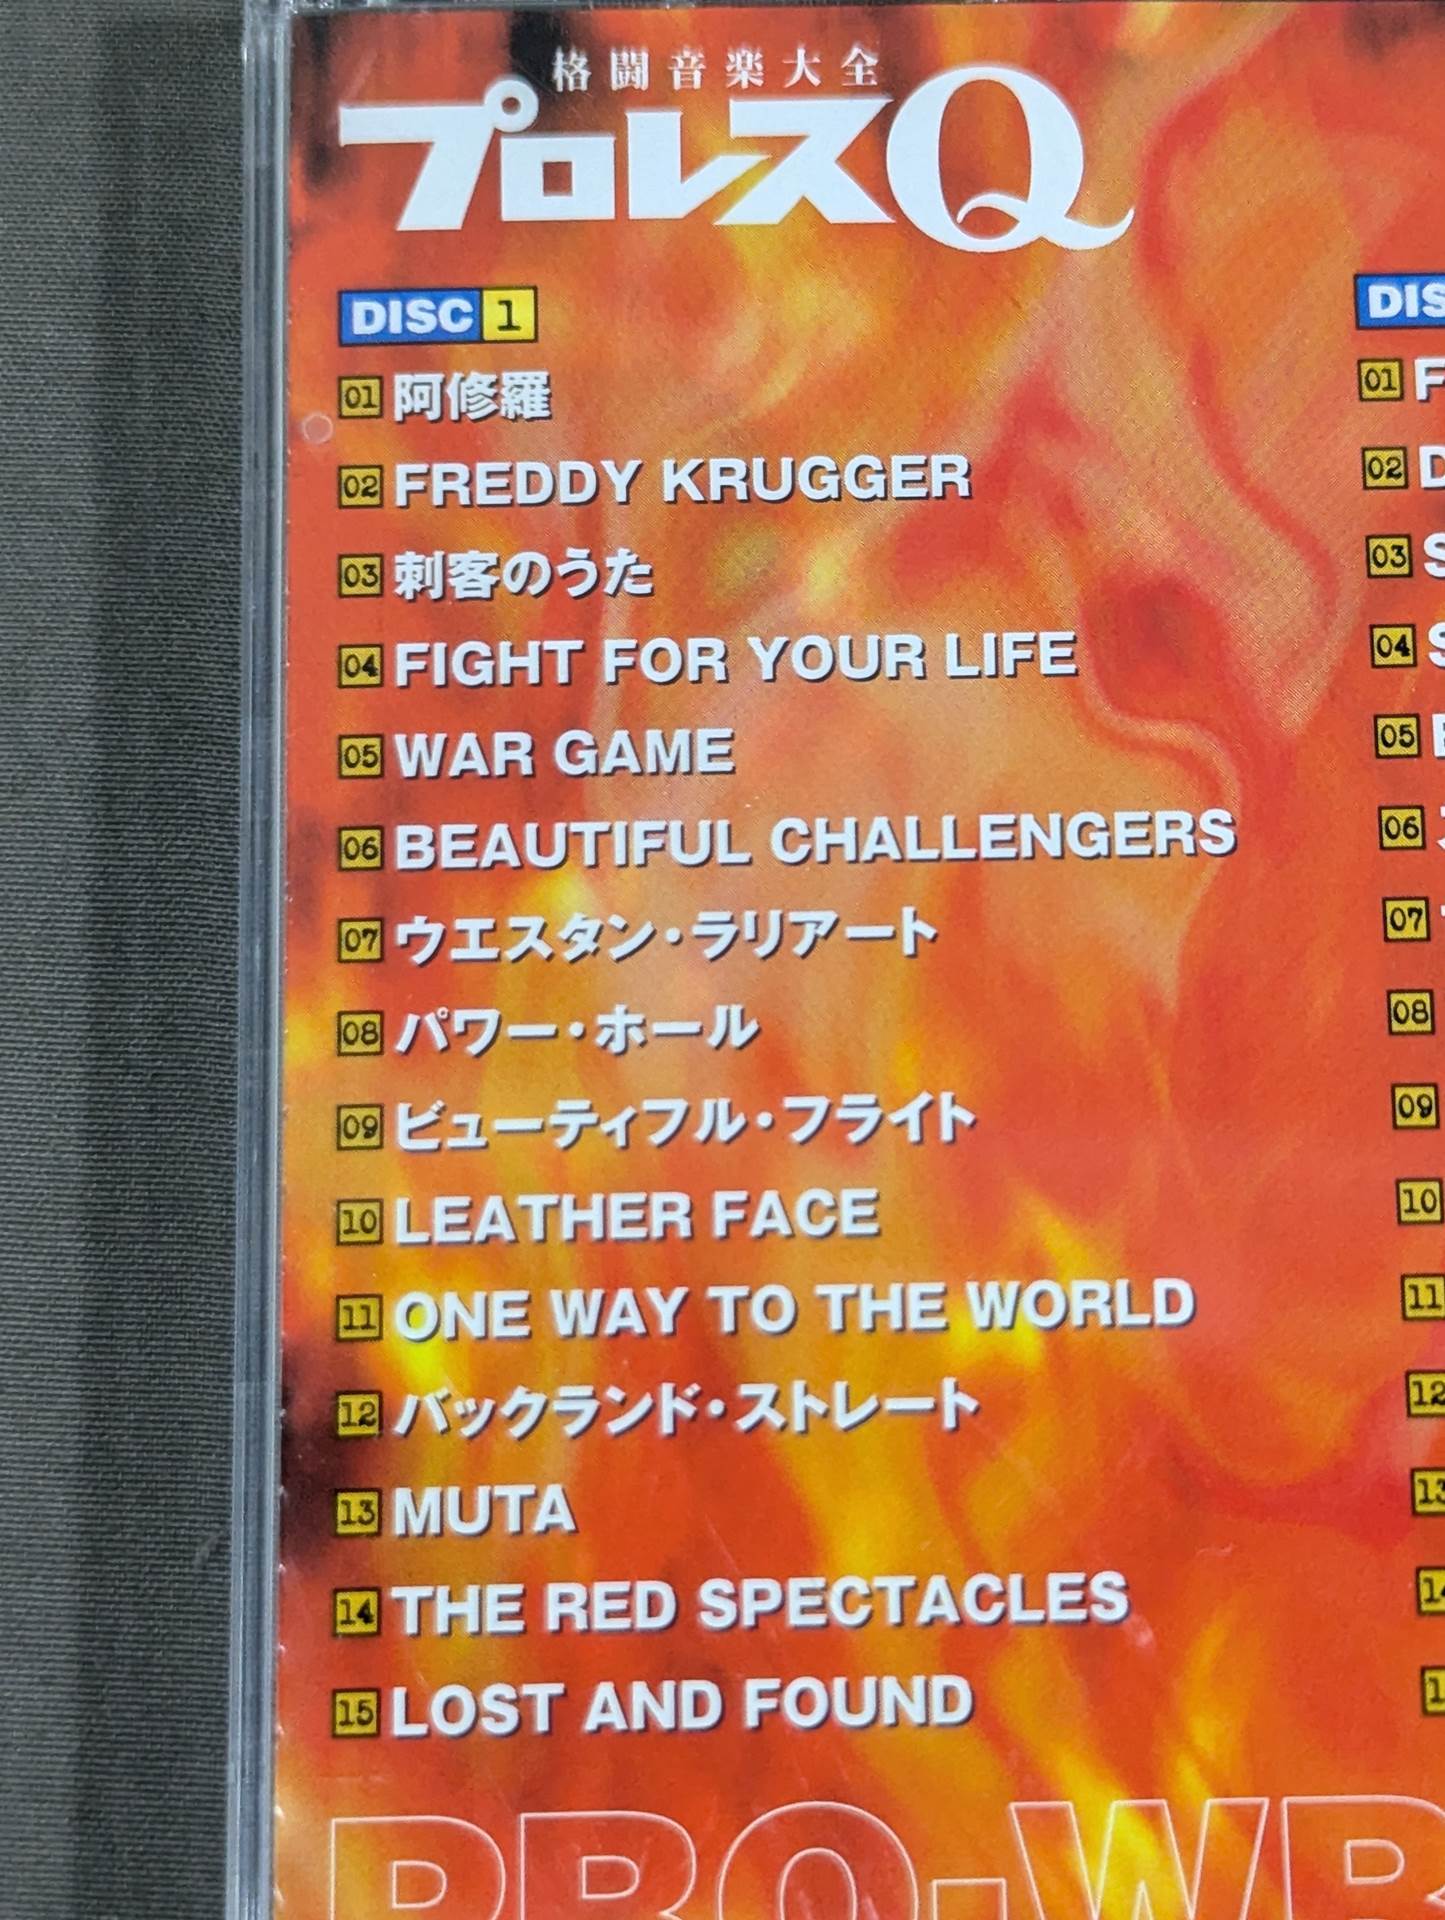 格闘音楽大全
プロレスQ
DISC 1
01 阿修羅
02 FREDDY KRUGGER
03 刺客のうた
04 FIGHT FOR YOUR LIFE
05 WAR GAME
06 BEAUTIFUL CHALLENGERS
07 ウエスタン・ラリアート
08 パワー・ホール
09 ビューティフル・フライト
10 LEATHER FACE
11 ONE WAY TO THE WORLD
12 バックランド・ストレート
13 MUTA
14 THE RED SPECTACLES
15 LOST AND FOUND
DIS
01 F
02 D
03 S
04 S
05
06
07
08
09
10
11
12
13
14
PRO-WR